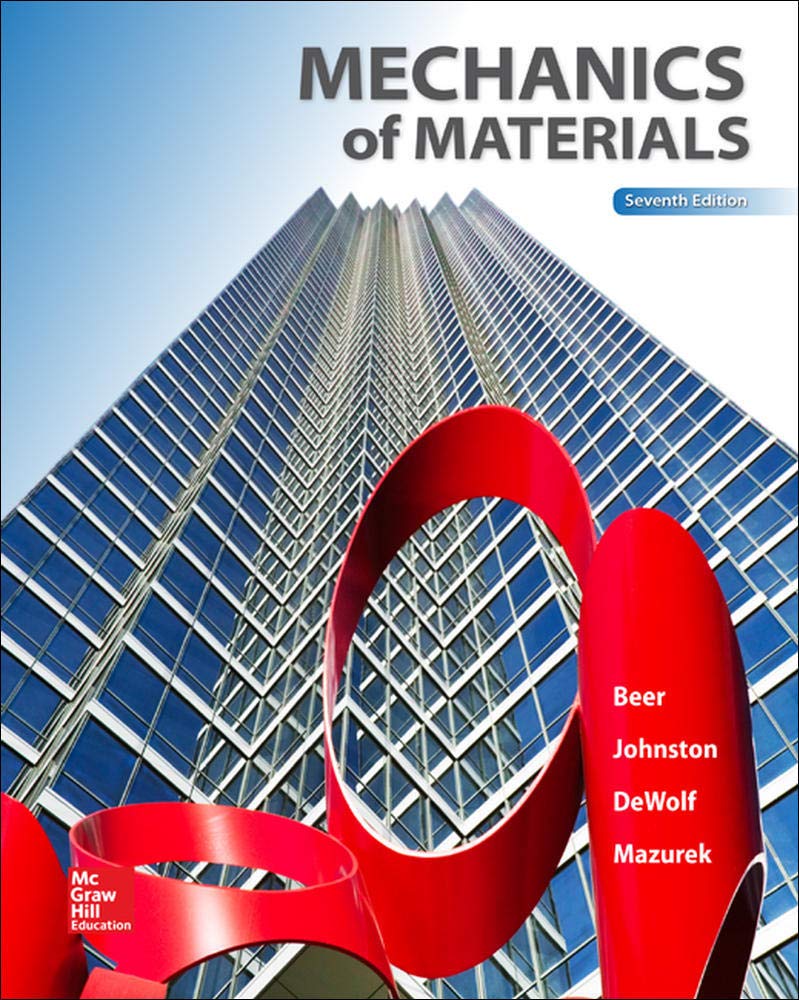 MECHANICS
of MATERIALS
Seventh Edition
Beer
Johnston
DeWolf
Mazurek
Mc
Graw
Hill
Education